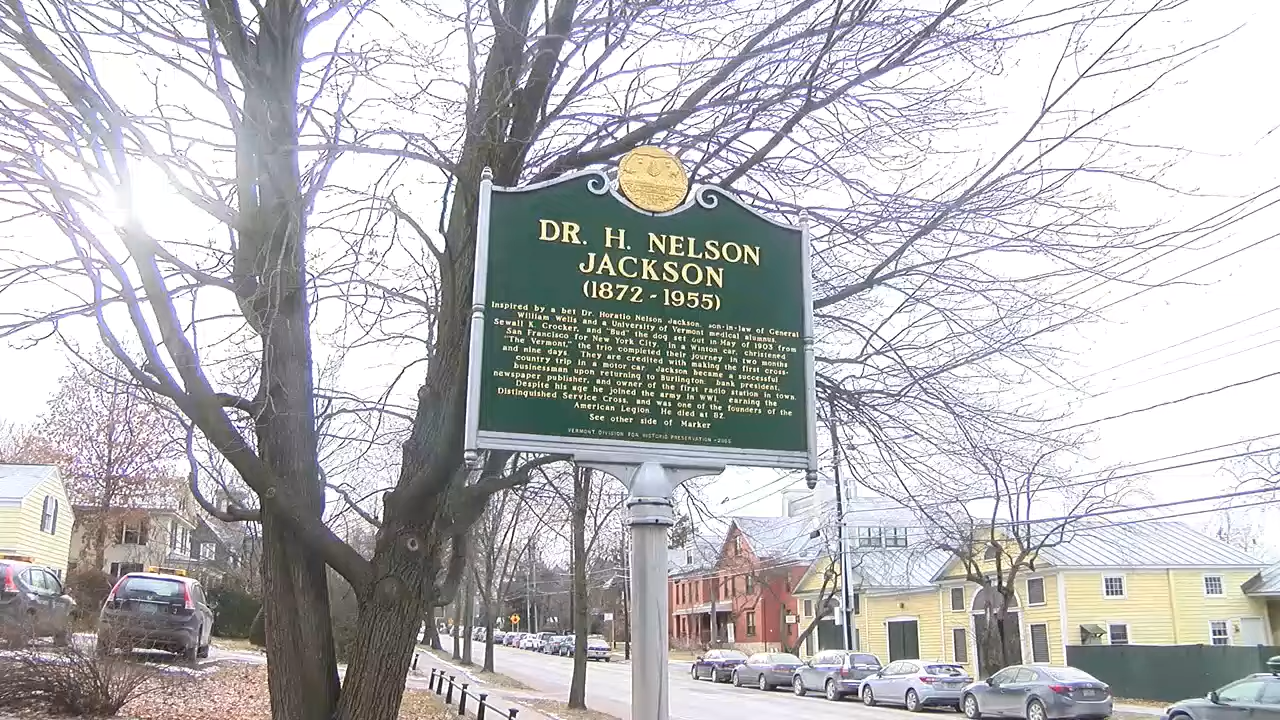 DR. H. NELSON
JACKSON
(1872-1955)
Inspired by a bet Dr. Horatio Nelson Jackson, son-in-law of General
William Wells and a University of Vermont medical alumnus,
Sewall K. Crocker, and "Bud" the dog set out in May of 1903 from
San Francisco for New York City. In a Winton car, christened
"The Vermont," the trio completed their journey in two months
and nine days. They are credited with making the first cross-
country trip in a motor car. Jackson became a successful
businessman upon returning to Burlington, bank president,
newspaper publisher, and owner of the first radio station in town.
Despite his age he joined the army in WWI, earning the
Distinguished Service Cross, and was one of the founders of the
American Legion. He died at 82.
See other side of Marker
VERMONT DIVISION FOR HISTORIC PRESERVATION -